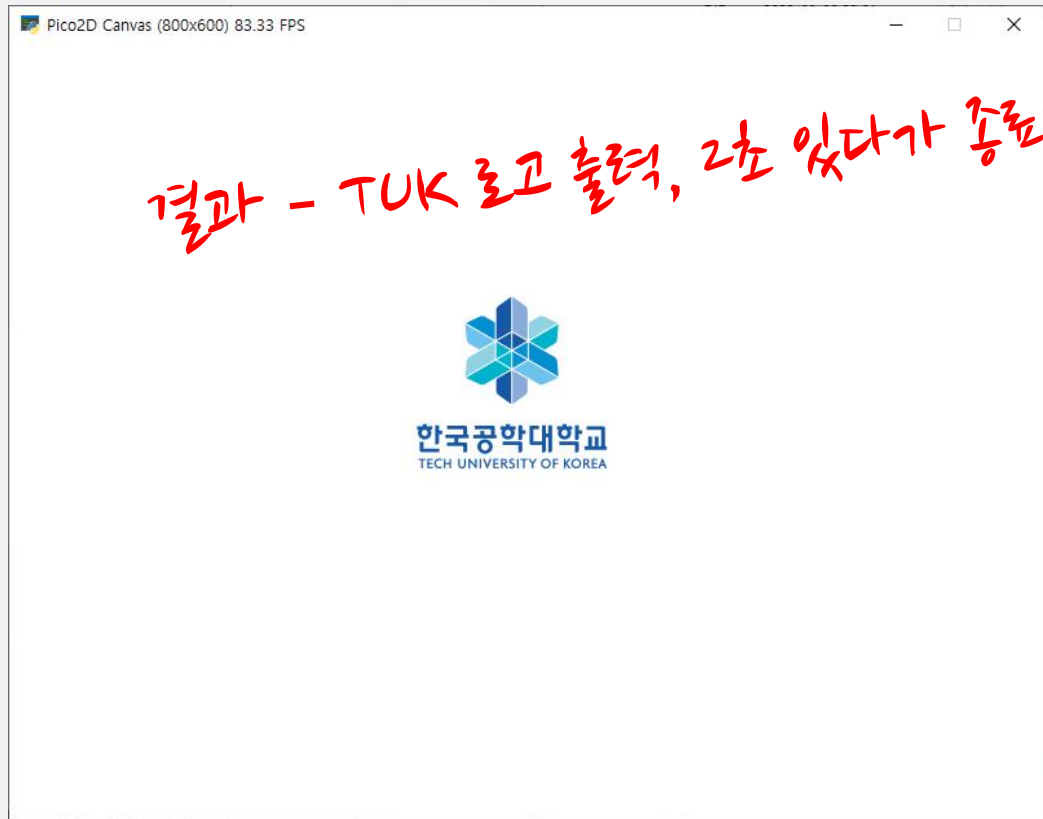 Pico2D Canvas (800x600) 83.33 FPS
결과 - TUK 로고 출력, 2초 있다가 종료
한국공학대학교
TECH UNIVERSITY OF KOREA